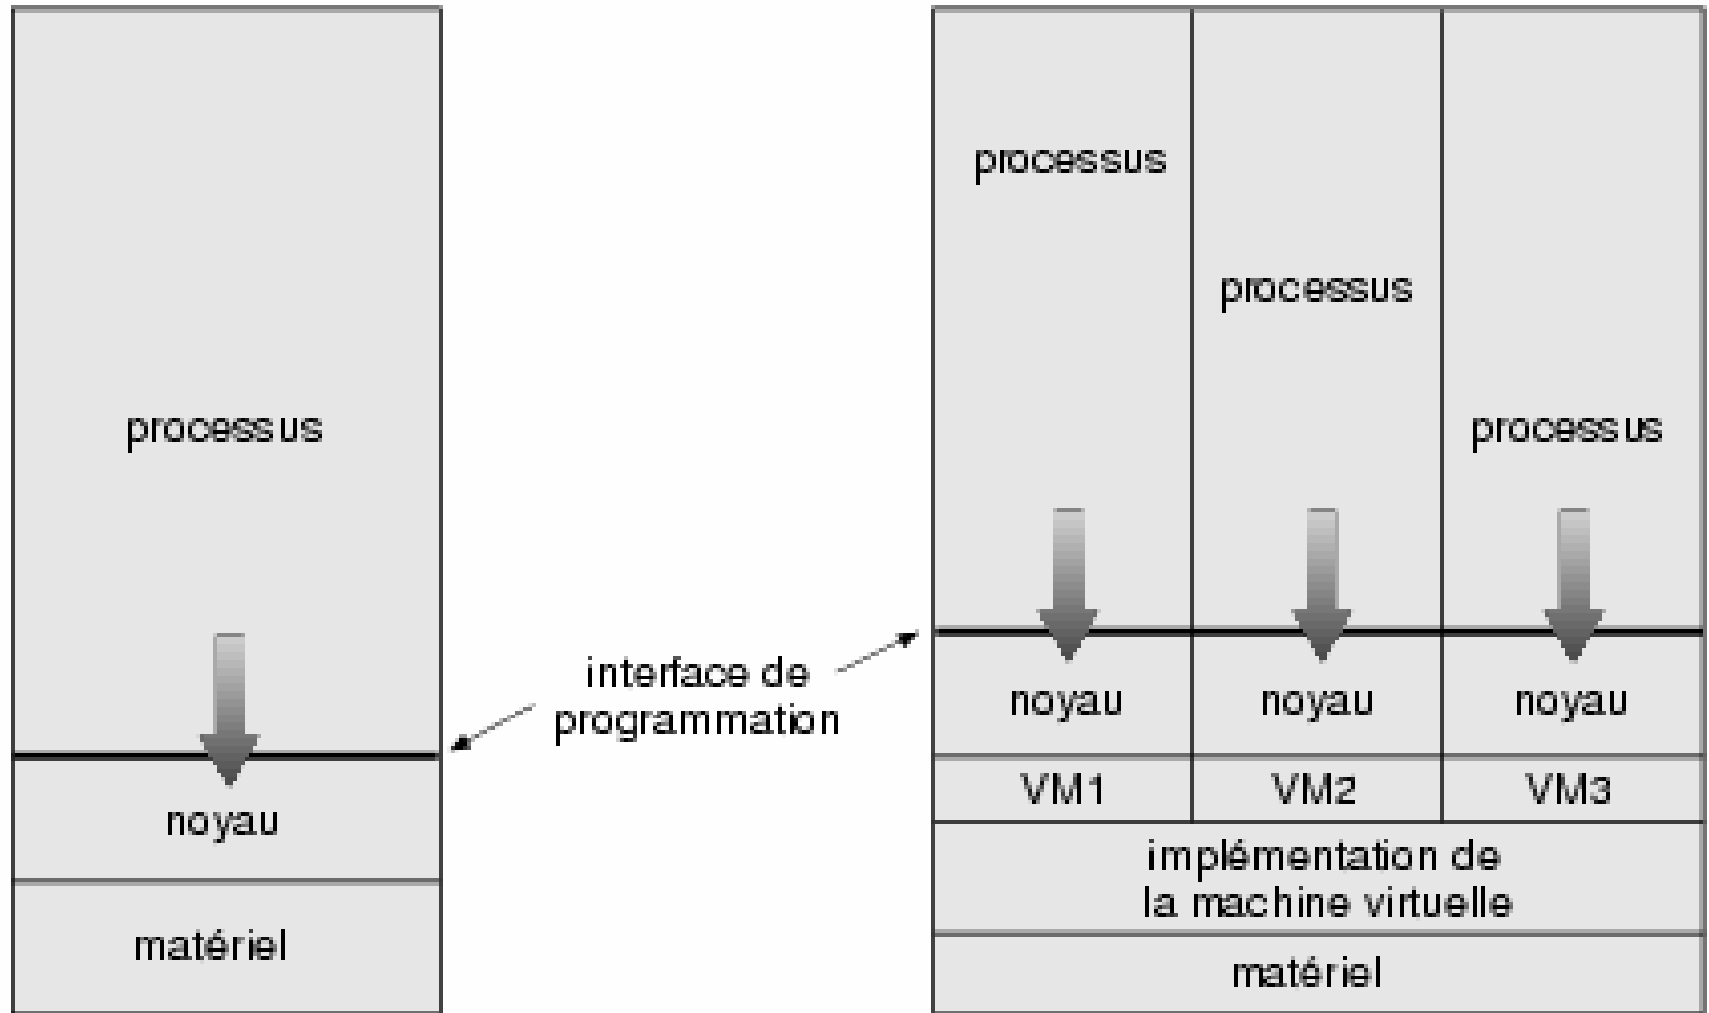 processus
noyau
matériel
interface de
programmation
processus
processus
processus
noyau
noyau
noyau
VM1
VM2
VM3
implémentation de
la machine virtuelle
matériel